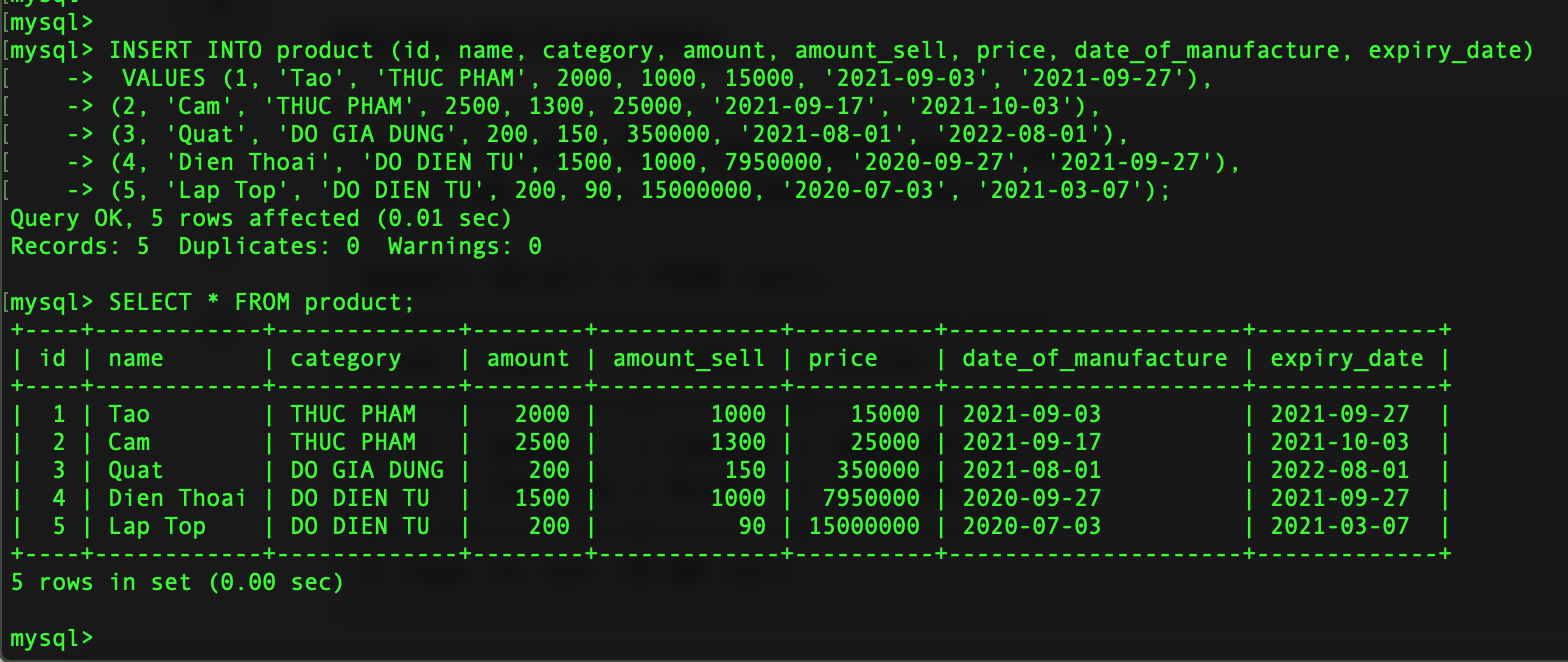 mysql>
mysql> INSERT INTO product (id, name, category, amount, amount_sell, price, date_of_manufacture, expiry_date)
    -> VALUES (1, 'Tao', 'THUC PHAM', 2000, 1000, 15000, '2021-09-03', '2021-09-27'),
    -> (2, 'Cam', 'THUC PHAM', 2500, 1300, 25000, '2021-09-17', '2021-10-03'),
    -> (3, 'Quat', 'DO GIA DUNG', 200, 150, 350000, '2021-08-01', '2022-08-01'),
    -> (4, 'Dien Thoai', 'DO DIEN TU', 1500, 1000, 7950000, '2020-09-27', '2021-09-27'),
    -> (5, 'Lap Top', 'DO DIEN TU', 200, 90, 15000000, '2020-07-03', '2021-03-07');
Query OK, 5 rows affected (0.01 sec)
Records: 5  Duplicates: 0  Warnings: 0
mysql> SELECT * FROM product;
+----+------------+-------------+--------+-------------+----------+---------------------+-------------+
| id | name       | category    | amount | amount_sell | price    | date_of_manufacture | expiry_date |
+----+------------+-------------+--------+-------------+----------+---------------------+-------------+
|  1 | Tao        | THUC PHAM   |   2000 |        1000 |    15000 | 2021-09-03          | 2021-09-27  |
|  2 | Cam        | THUC PHAM   |   2500 |        1300 |    25000 | 2021-09-17          | 2021-10-03  |
|  3 | Quat       | DO GIA DUNG |    200 |         150 |   350000 | 2021-08-01          | 2022-08-01  |
|  4 | Dien Thoai | DO DIEN TU  |   1500 |        1000 |  7950000 | 2020-09-27          | 2021-09-27  |
|  5 | Lap Top    | DO DIEN TU  |    200 |          90 | 15000000 | 2020-07-03          | 2021-03-07  |
+----+------------+-------------+--------+-------------+----------+---------------------+-------------+
5 rows in set (0.00 sec)
mysql>